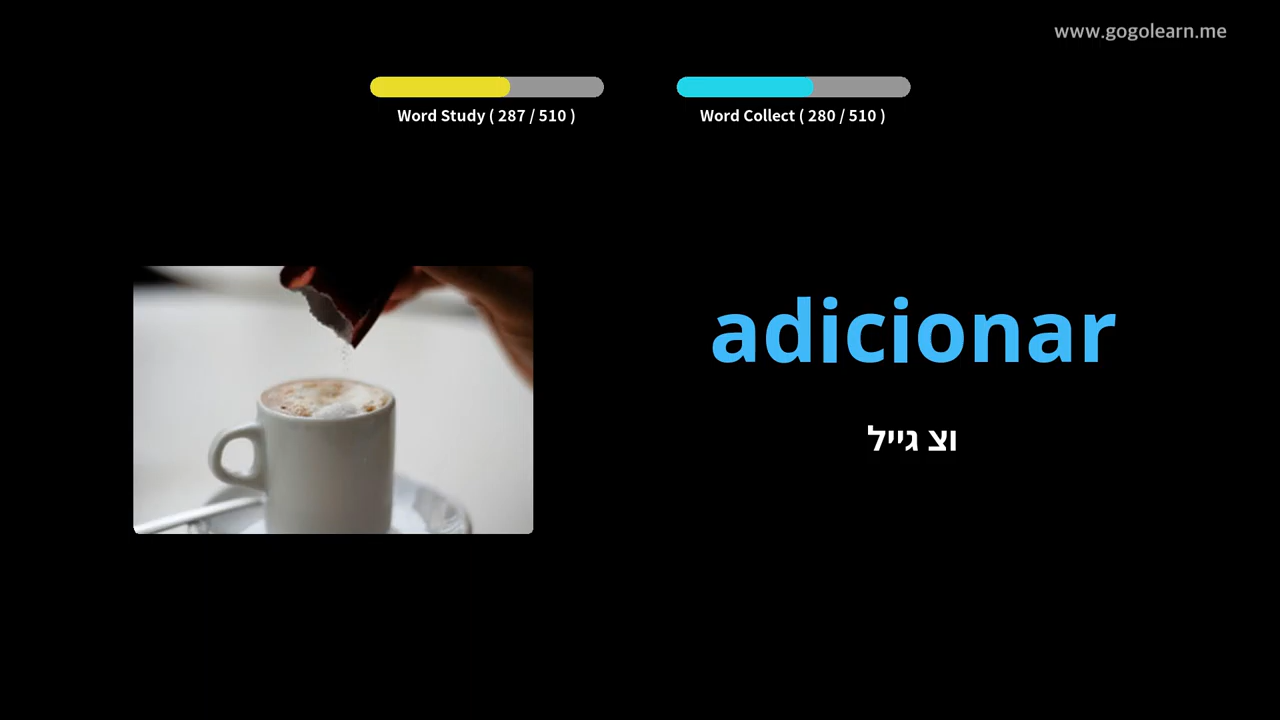 www.gogolearn.me
Word Study ( 287 / 510 )
Word Collect ( 280 / 510 )
adicionar
וצ גייל